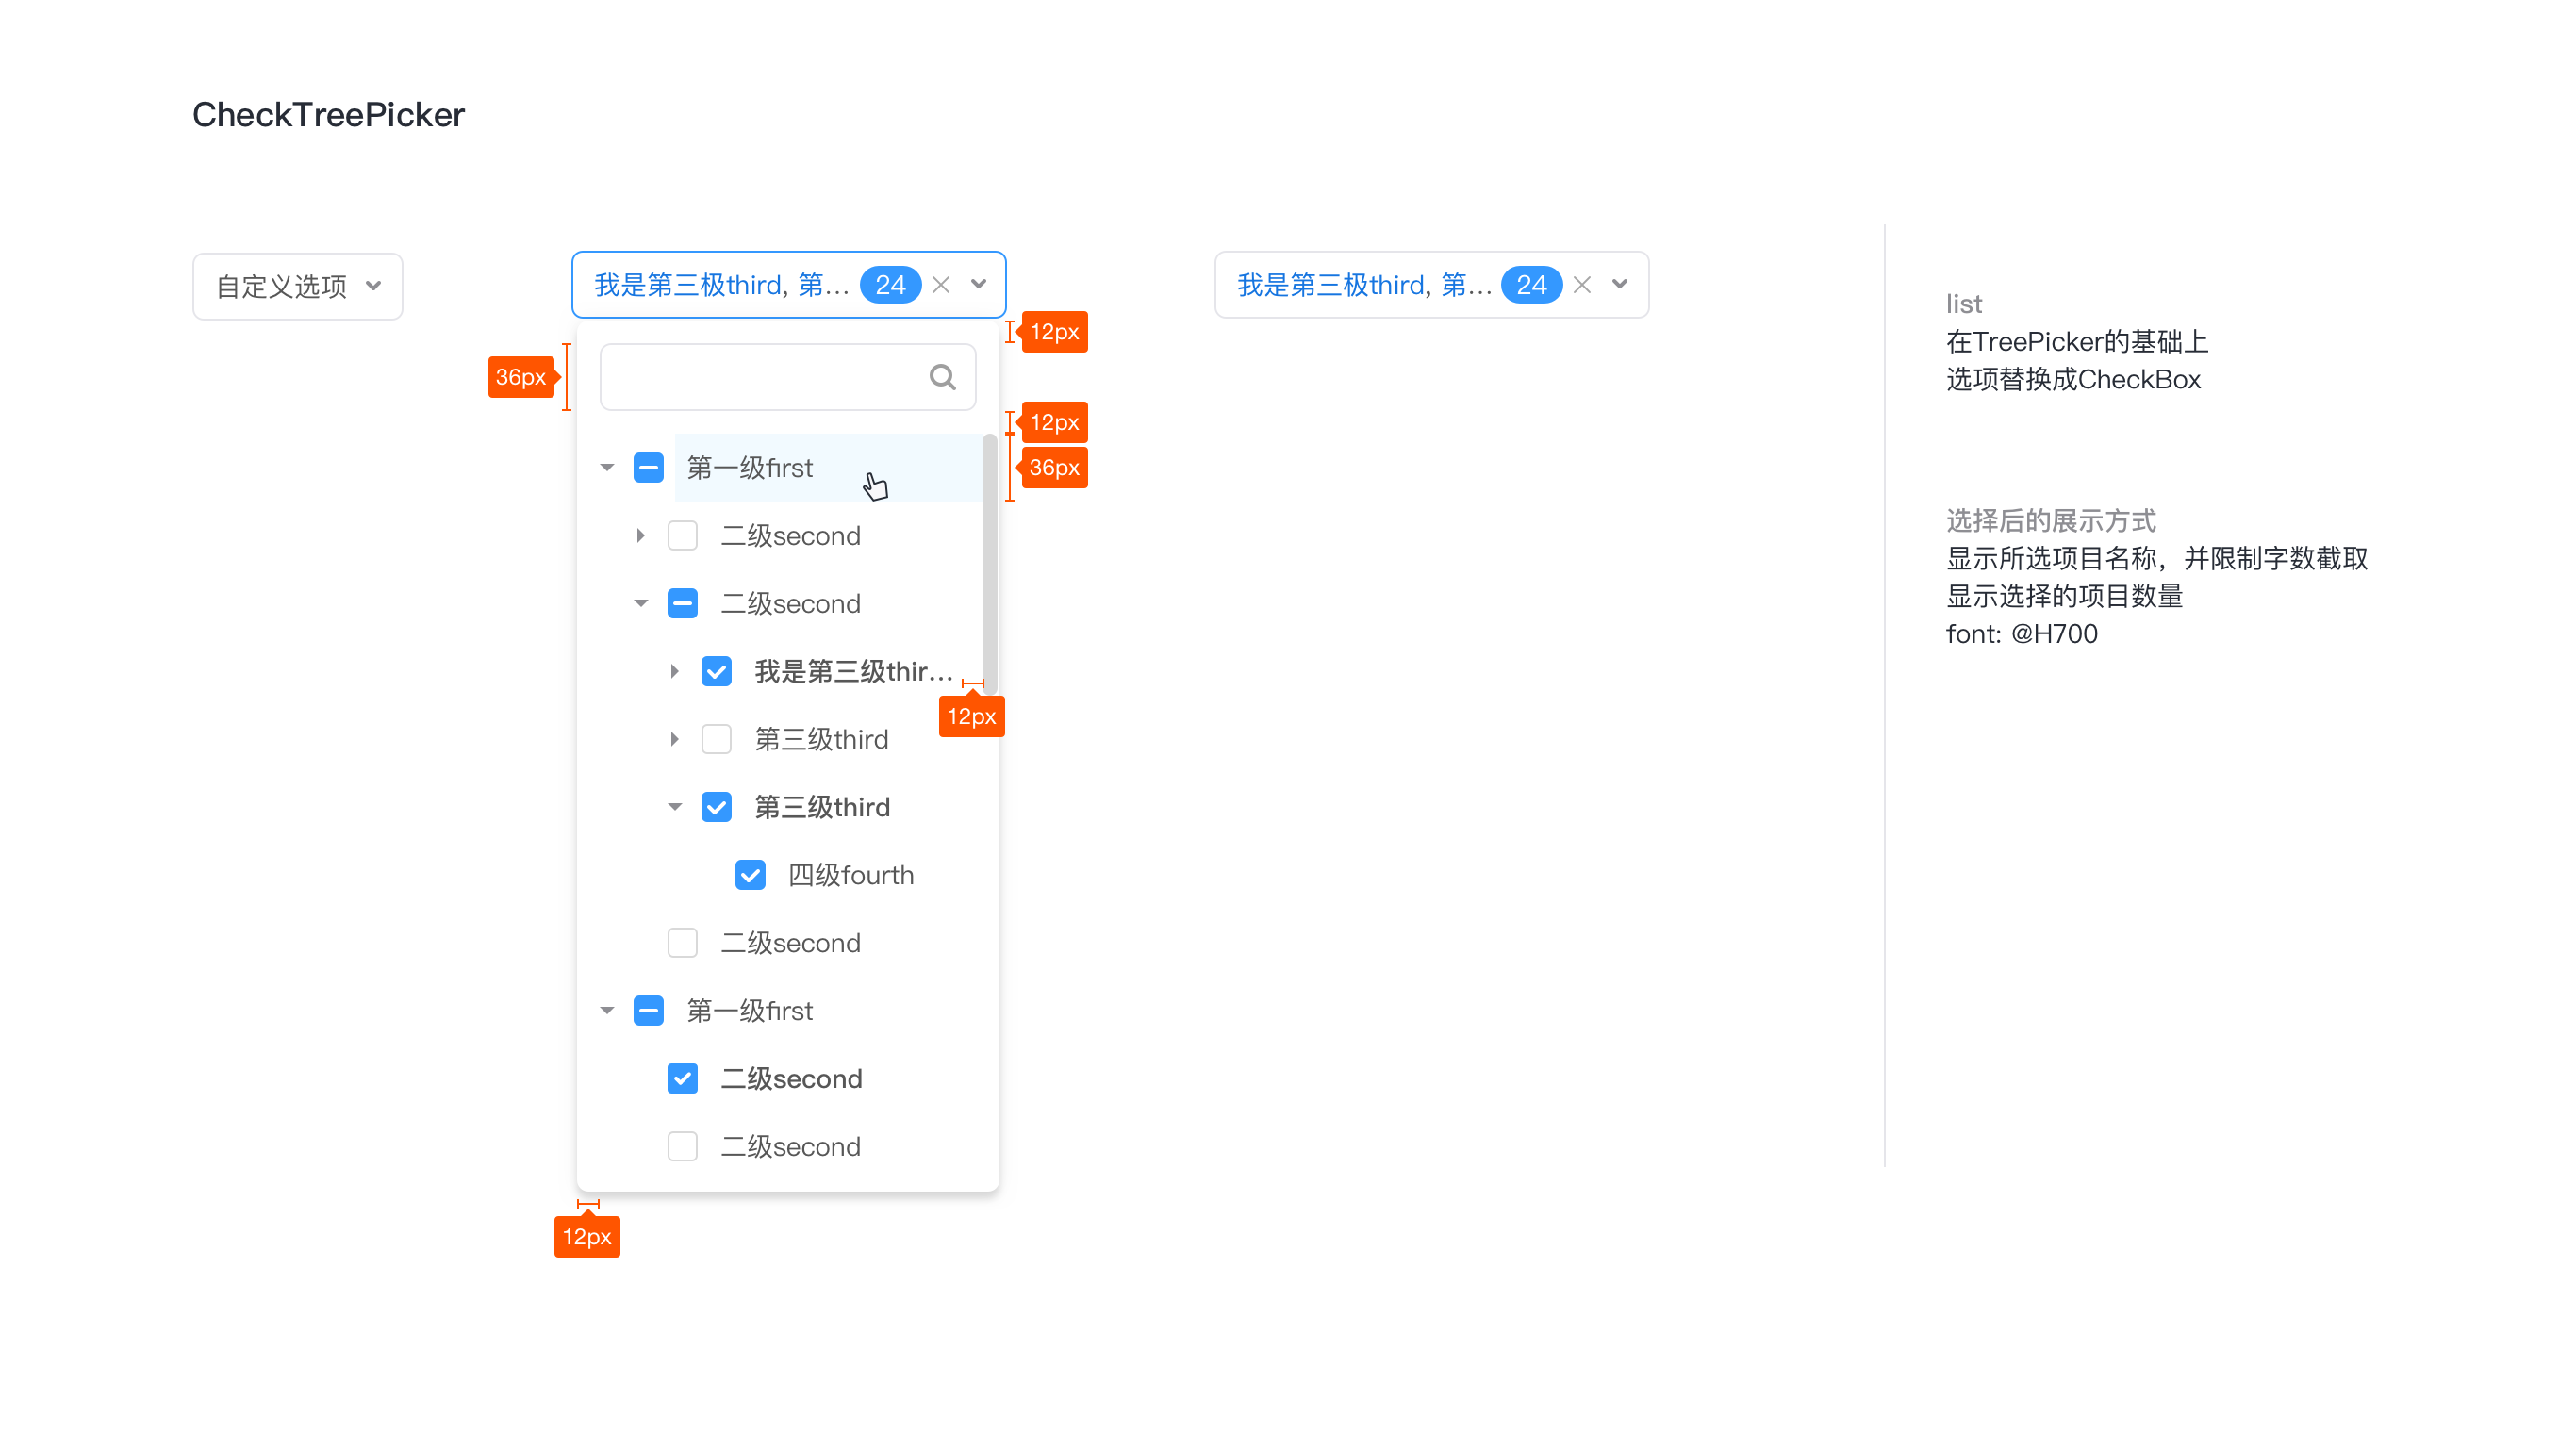 CheckTreePicker
自定义选项
我是第三极third, 第... 24
我是第三极third, 第... 24
12px
36px
12px
第一级first
36px
二级second
二级second
我是第三级thir...
12px
第三级third
第三级third
四级fourth
二级second
第一级first
二级second
二级second
12px
list
在TreePicker的基础上
选项替换成CheckBox
选择后的展示方式
显示所选项目名称，并限制字数截取
显示选择的项目数量
font: @H700